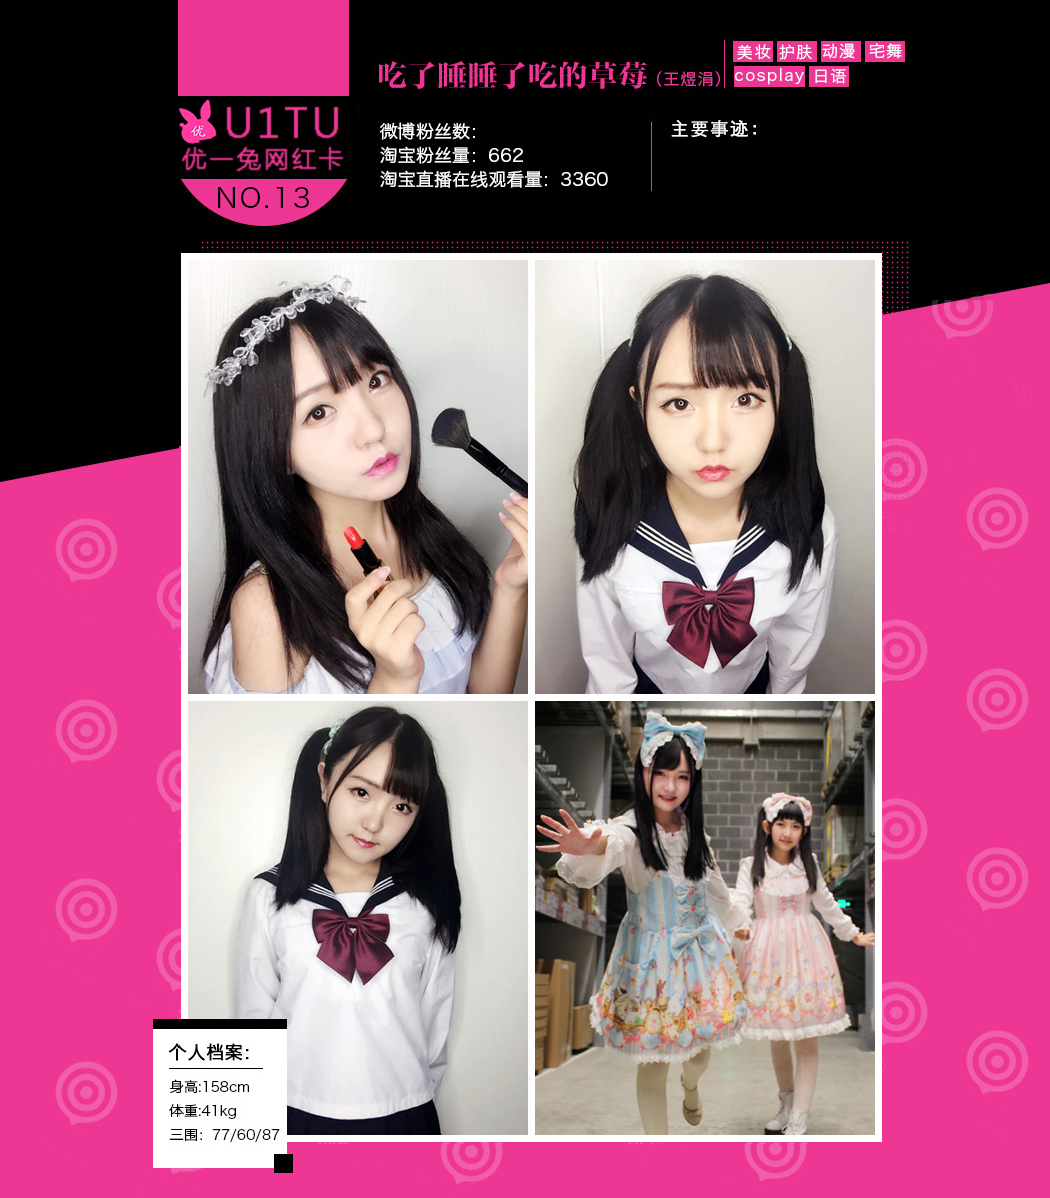 吃了睡睡了吃的草莓（王煜涓）
美妆 护肤 动漫 宅舞
cosplay 日语
优
U1TU
优一兔网红卡
NO.13
微博粉丝数：
淘宝粉丝量：662
淘宝直播在线观看量：3360
主要事迹：
个人档案：
身高:158cm
体重:41kg
三围：77/60/87